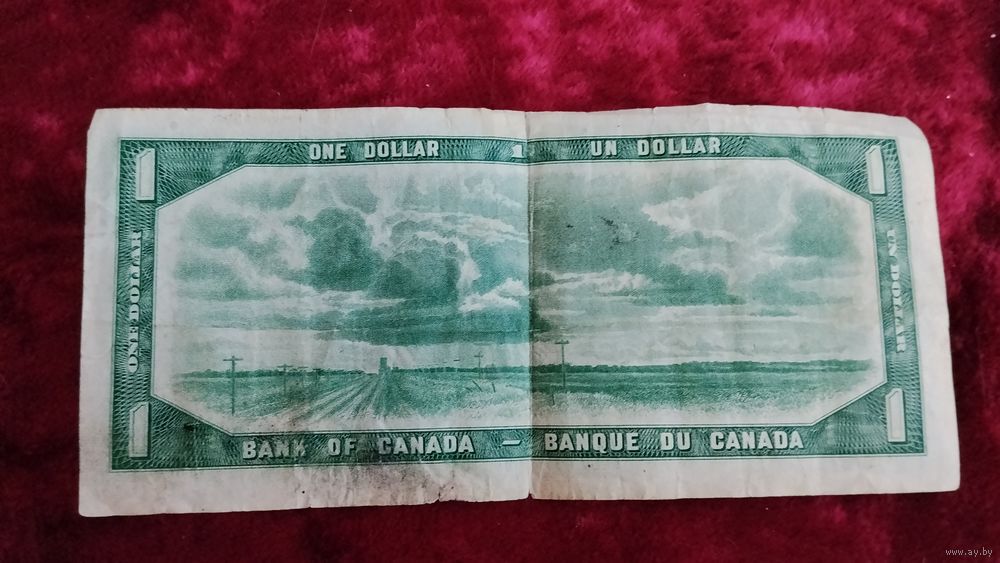 1 ONE DOLLAR 1 UN DOLLAR 1
ONE DOLLAR
UN DOLLAR
1 1
BANK OF CANADA — BANQUE DU CANADA
www.ay.by